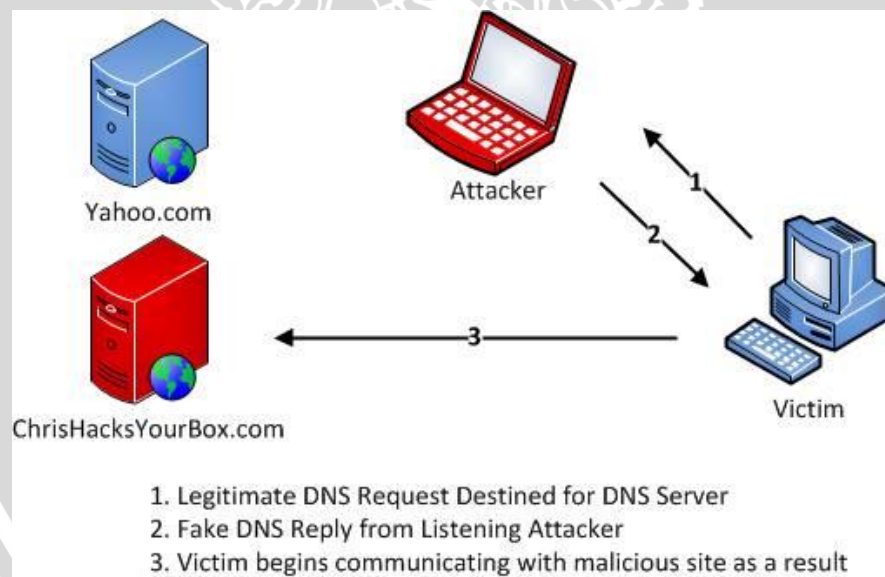 Yahoo.com
Attacker
1
2
3
ChrisHacksYourBox.com
Victim
1. Legitimate DNS Request Destined for DNS Server
2. Fake DNS Reply from Listening Attacker
3. Victim begins communicating with malicious site as a result